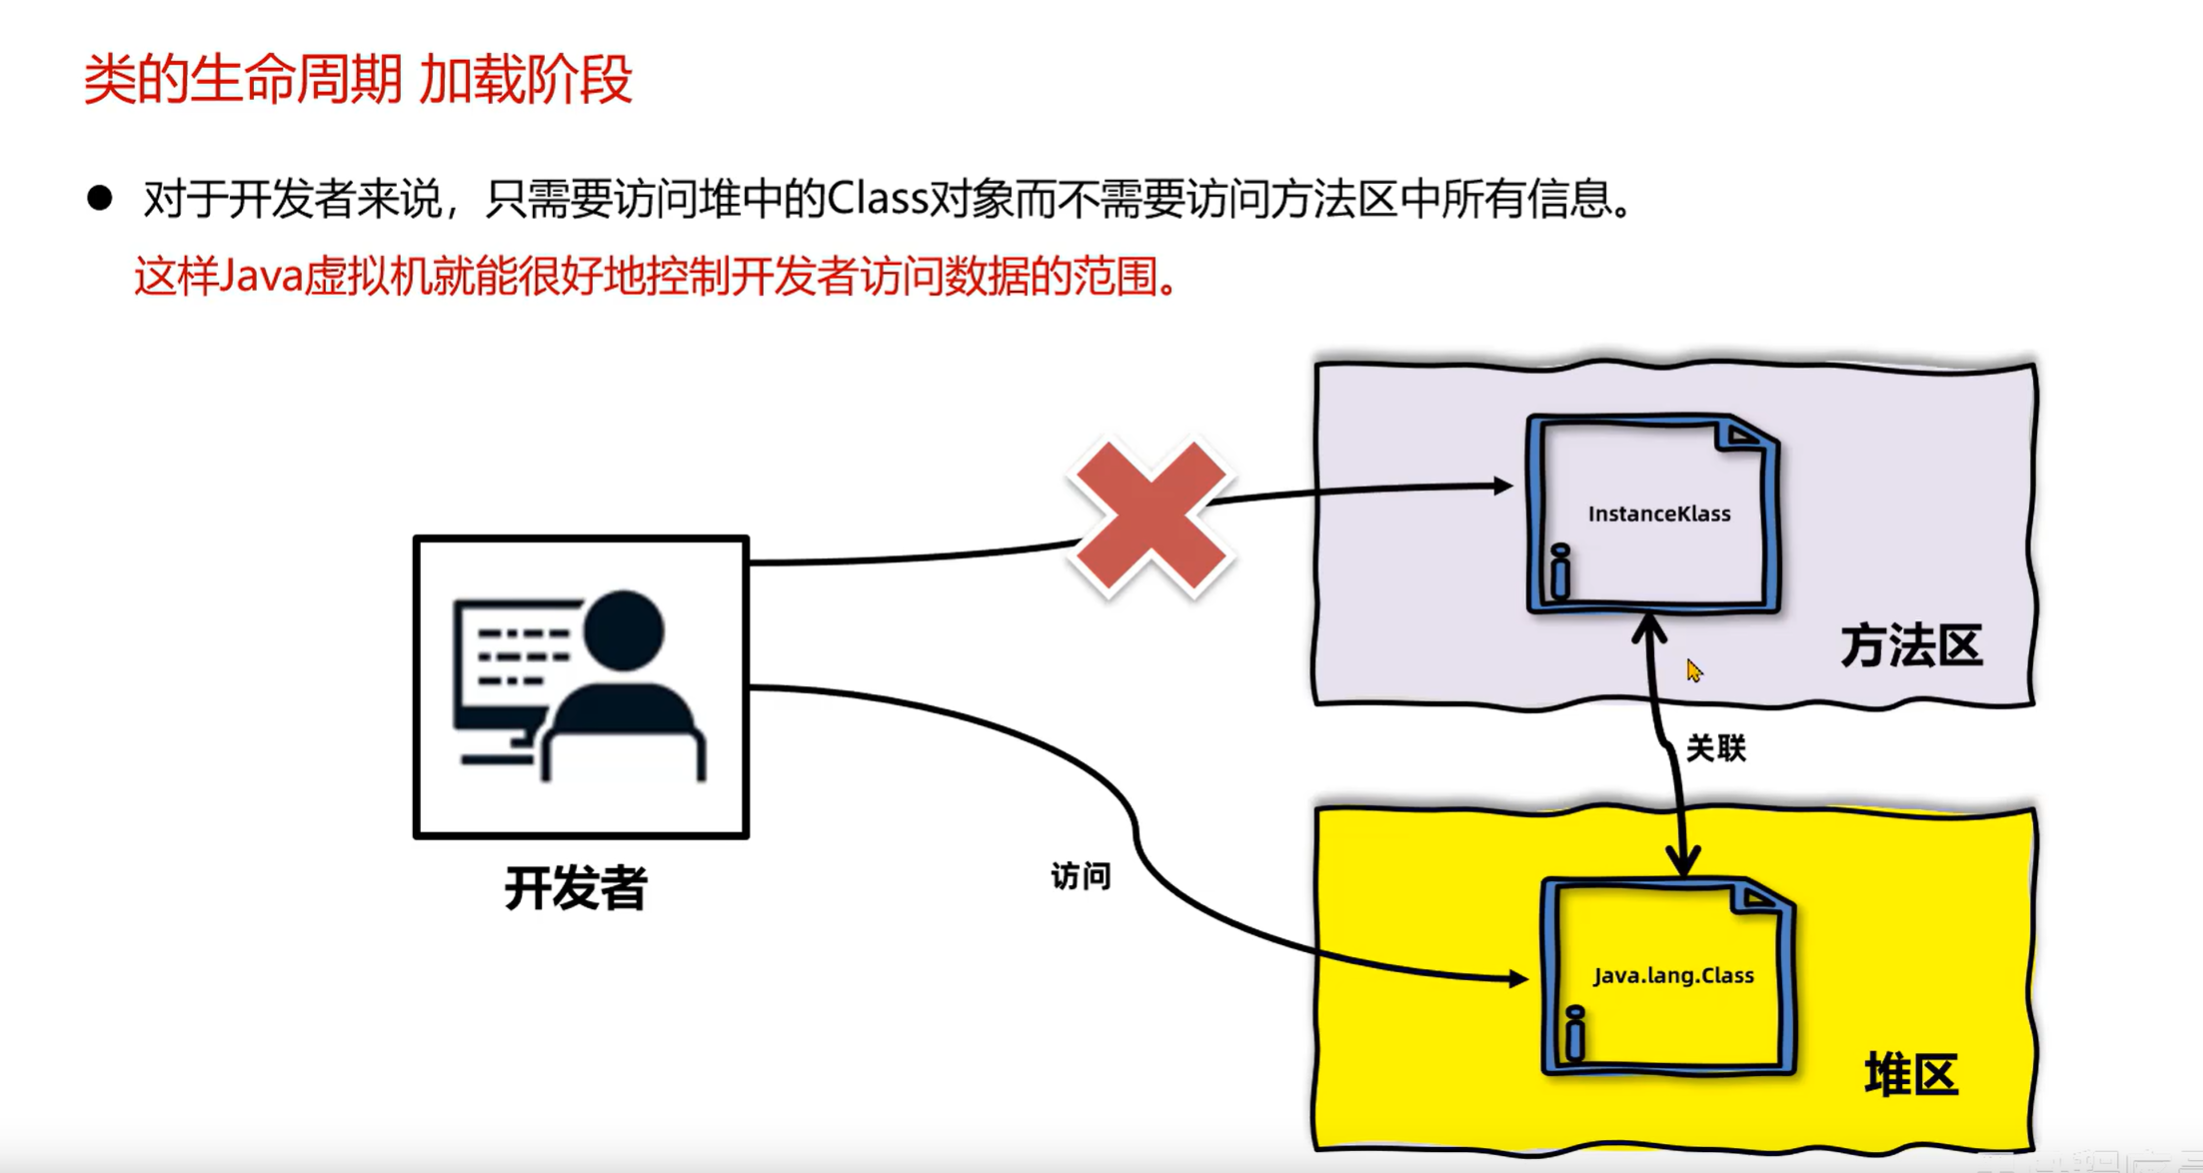 类的生命周期 加载阶段
● 对于开发者来说，只需要访问堆中的Class对象而不需要访问方法区中所有信息。
这样Java虚拟机就能很好地控制开发者访问数据的范围。
InstanceKlass
方法区
关联
开发者
访问
Java.lang.Class
堆区